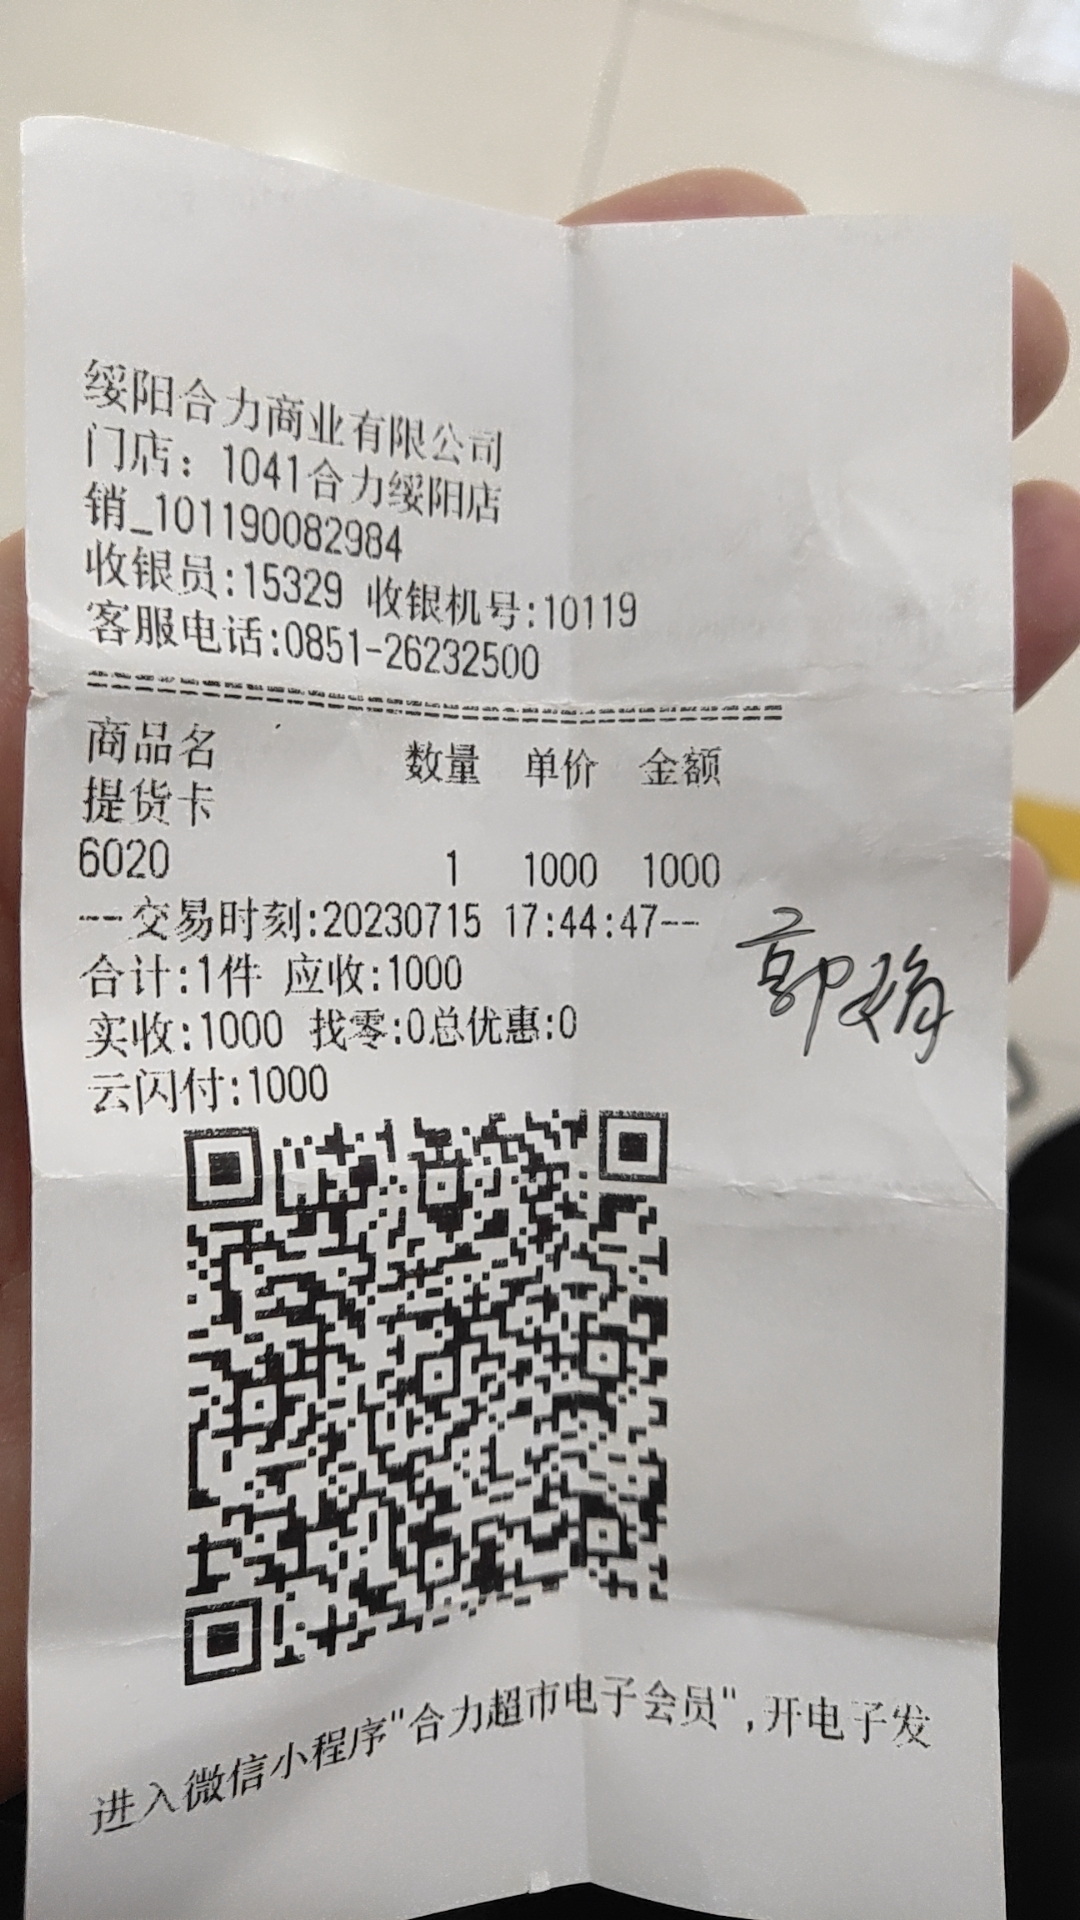 绥阳合力商业有限公司
门店：1041合力绥阳店
销_101190082984
收银员:15329 收银机号:10119
客服电话:0851-26232500
商品名 数量 单价 金额
提货卡
6020 1 1000 1000
--交易时刻:20230715 17:44:47--
合计:1件 应收:1000
实收:1000 找零:0总优惠:0
云闪付:1000
郭
进入微信小程序"合力超市电子会员",开电子发